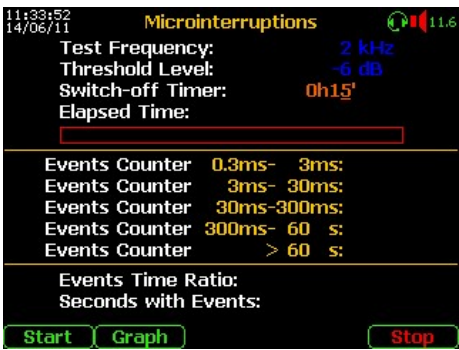 11:33:52
14/06/11
Microinterruptions
11.6
Test Frequency: 2 kHz
Threshold Level: -6 dB
Switch-off Timer: 0h15'
Elapsed Time:
Events Counter 0.3ms- 3ms:
Events Counter 3ms- 30ms:
Events Counter 30ms-300ms:
Events Counter 300ms- 60 s:
Events Counter > 60 s:
Events Time Ratio:
Seconds with Events:
Start Graph Stop